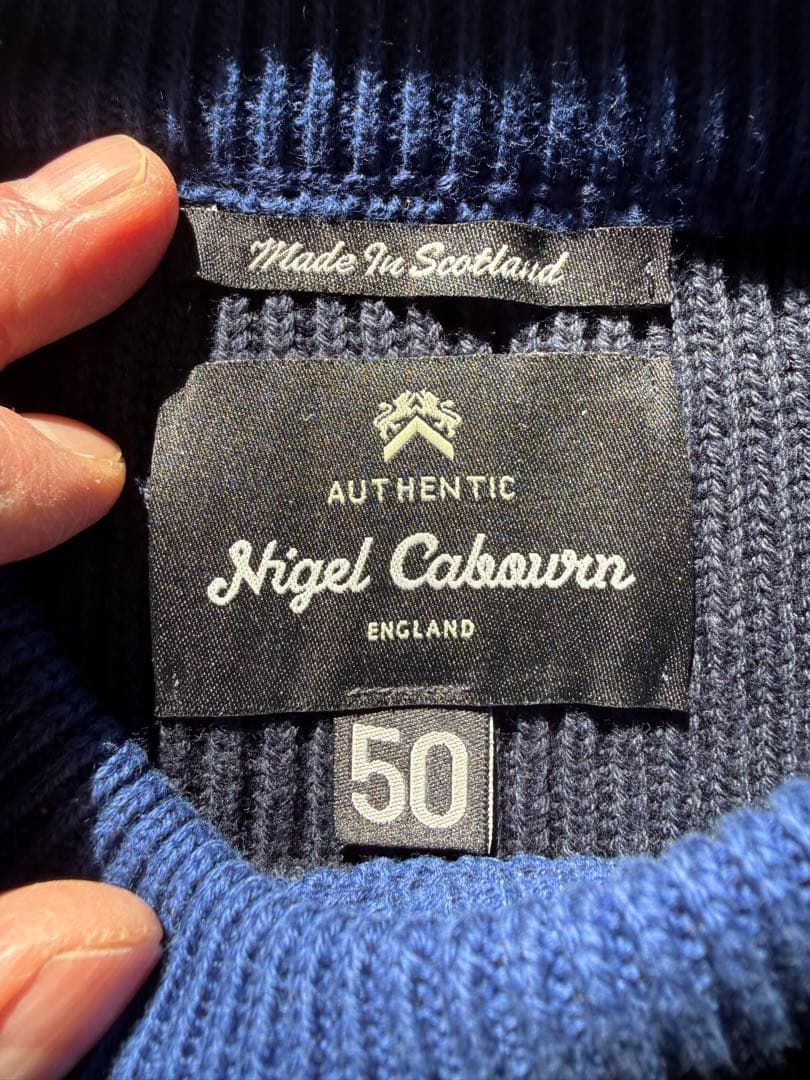 Made In Scotland
AUTHENTIC
Nigel Cabourn
ENGLAND
50